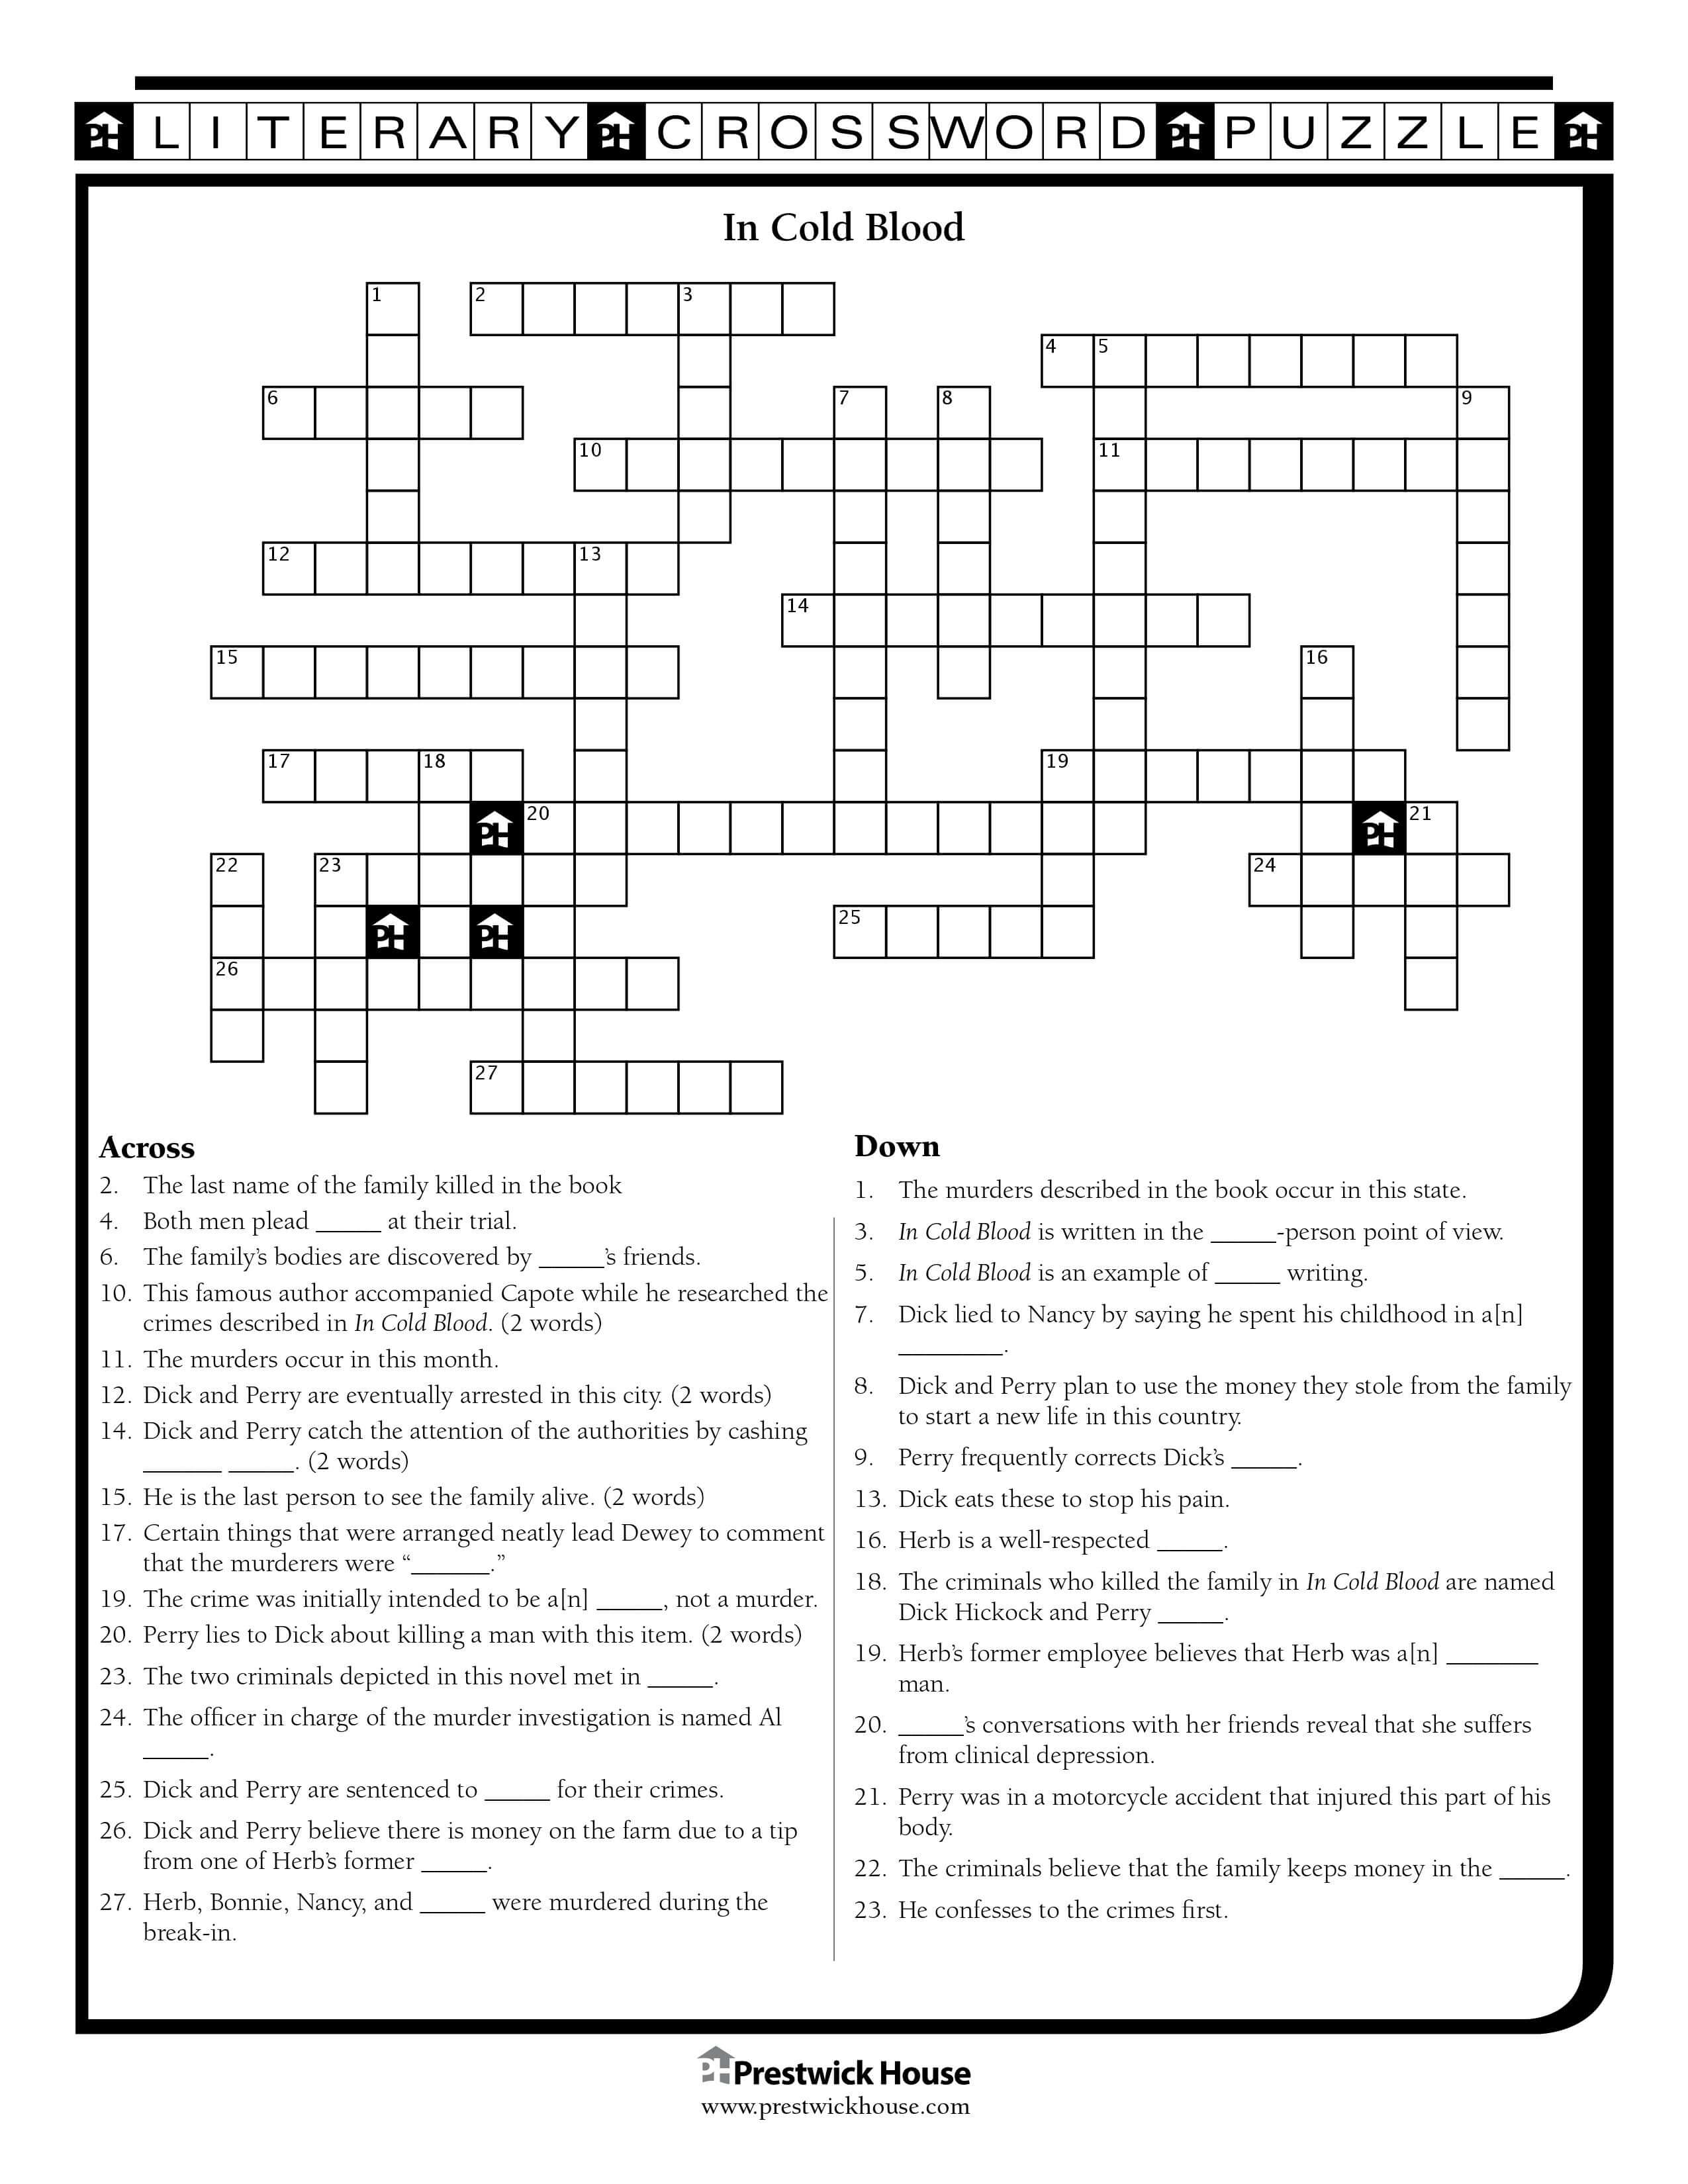 LITERARY CROSSWORD PUZZLE
In Cold Blood
1 2 3
4 5
6 7 8 9
10 11
12 13
14
15 16
17 18 19
20 21
22 23 24
25
26
27
Across
2. The last name of the family killed in the book
4. Both men plead _____ at their trial.
6. The family’s bodies are discovered by _____’s friends.
10. This famous author accompanied Capote while he researched the
crimes described in In Cold Blood. (2 words)
11. The murders occur in this month.
12. Dick and Perry are eventually arrested in this city. (2 words)
14. Dick and Perry catch the attention of the authorities by cashing
______ _____. (2 words)
15. He is the last person to see the family alive. (2 words)
17. Certain things that were arranged neatly lead Dewey to comment
that the murderers were “______.”
19. The crime was initially intended to be a[n] _____, not a murder.
20. Perry lies to Dick about killing a man with this item. (2 words)
23. The two criminals depicted in this novel met in _____.
24. The officer in charge of the murder investigation is named Al
_____.
25. Dick and Perry are sentenced to _____ for their crimes.
26. Dick and Perry believe there is money on the farm due to a tip
from one of Herb’s former _____.
27. Herb, Bonnie, Nancy, and _____ were murdered during the
break-in.
Down
1. The murders described in the book occur in this state.
3. In Cold Blood is written in the _____-person point of view.
5. In Cold Blood is an example of _____ writing.
7. Dick lied to Nancy by saying he spent his childhood in a[n]
________.
8. Dick and Perry plan to use the money they stole from the family
to start a new life in this country.
9. Perry frequently corrects Dick’s _____.
13. Dick eats these to stop his pain.
16. Herb is a well-respected _____.
18. The criminals who killed the family in In Cold Blood are named
Dick Hickock and Perry _____.
19. Herb’s former employee believes that Herb was a[n] _______
man.
20. _____’s conversations with her friends reveal that she suffers
from clinical depression.
21. Perry was in a motorcycle accident that injured this part of his
body.
22. The criminals believe that the family keeps money in the _____.
23. He confesses to the crimes first.
PH Prestwick House
www.prestwickhouse.com